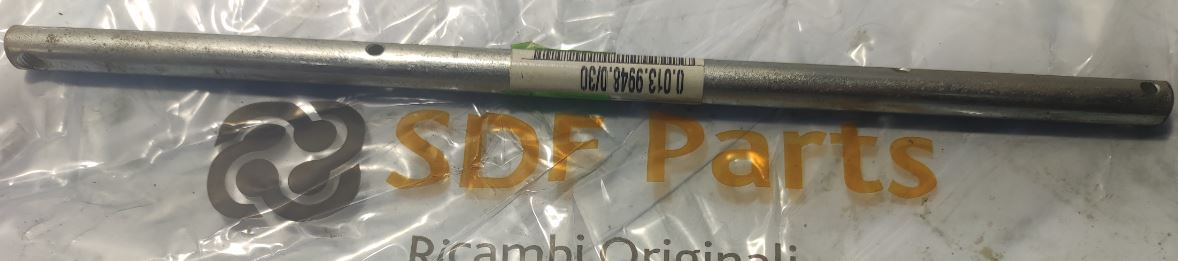 0.013.9948.0/30
SDF Parts
Ricambi Originali